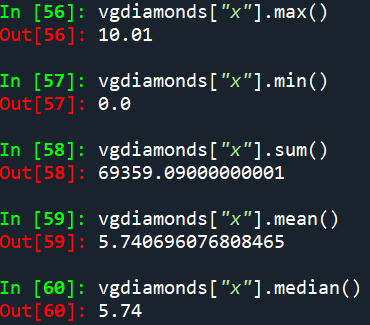 In [56]: vgdiamonds["x"].max()
Out[56]: 10.01
In [57]: vgdiamonds["x"].min()
Out[57]: 0.0
In [58]: vgdiamonds["x"].sum()
Out[58]: 69359.09000000001
In [59]: vgdiamonds["x"].mean()
Out[59]: 5.740696076808465
In [60]: vgdiamonds["x"].median()
Out[60]: 5.74